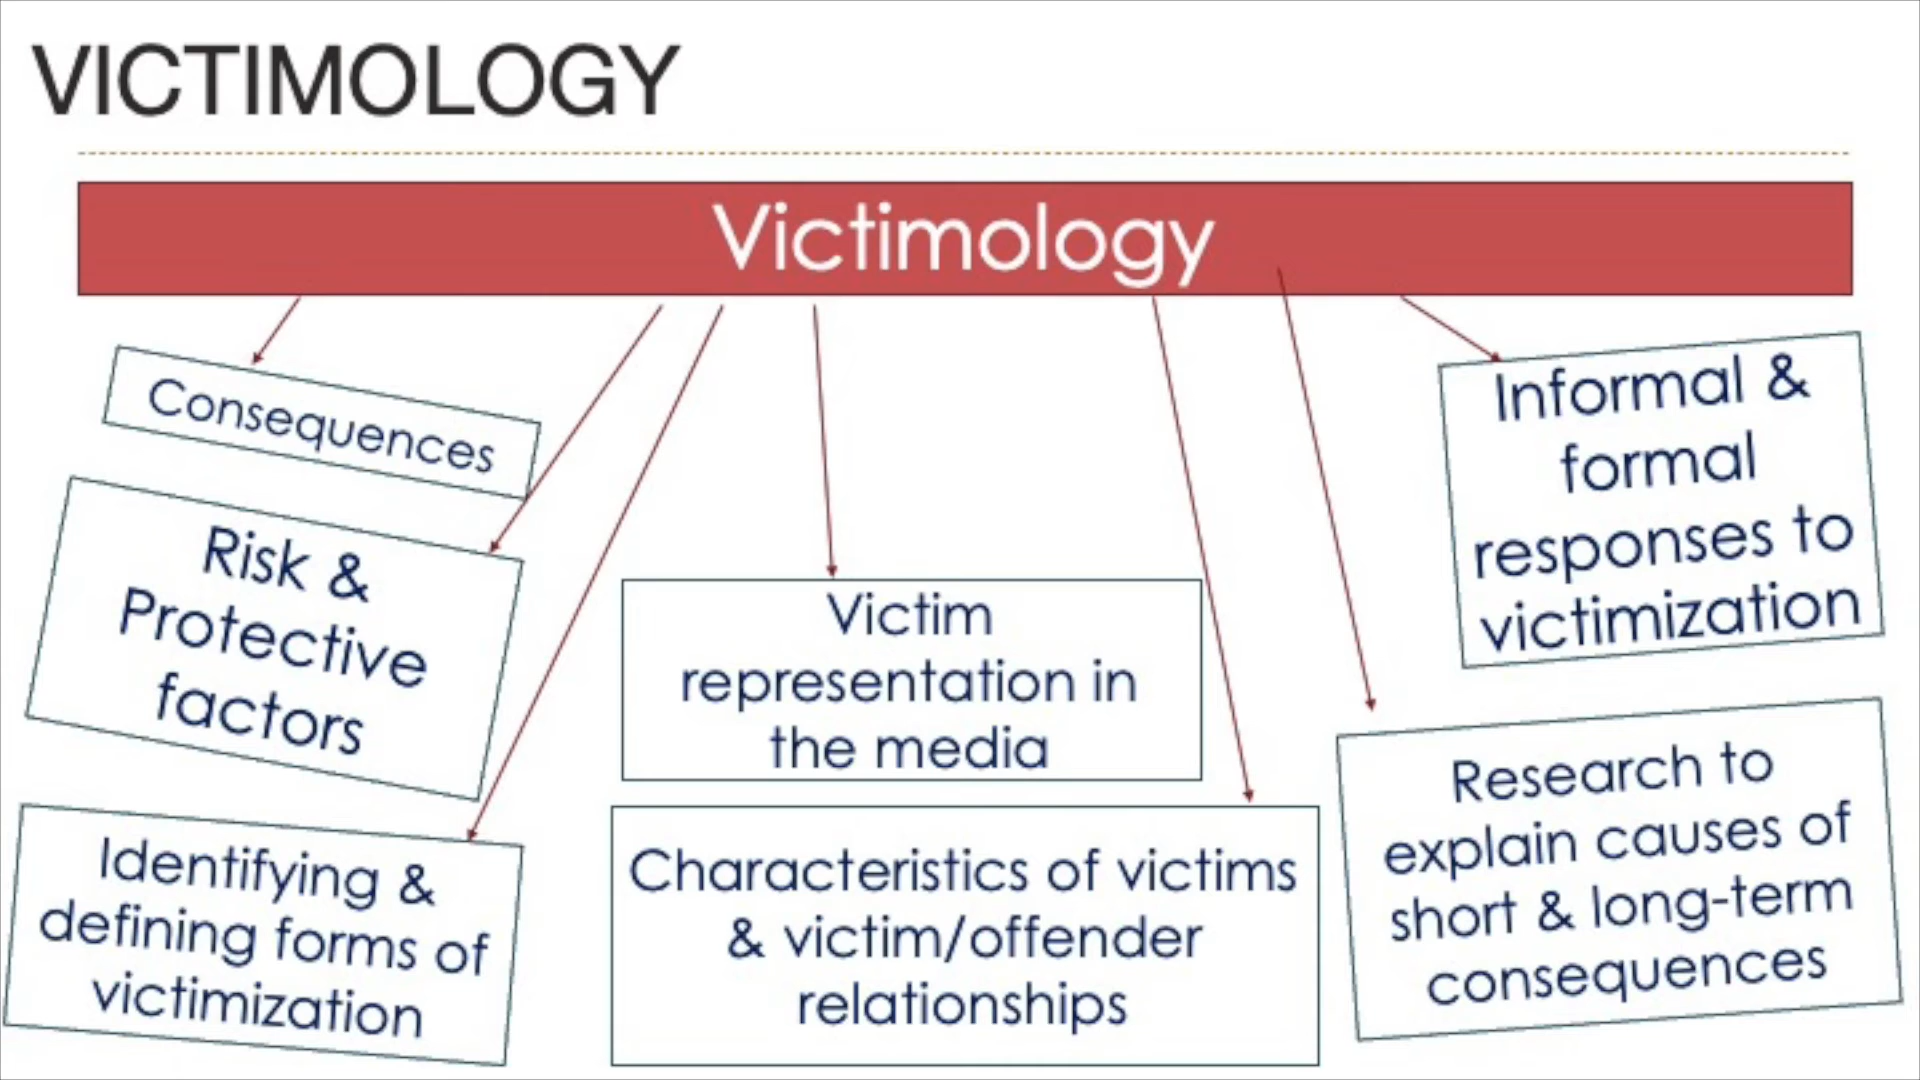 VICTIMOLOGY
Victimology
Consequences
Risk &
Protective
factors
Identifying &
defining forms of
victimization
Victim
representation in
the media
Characteristics of victims
& victim/offender
relationships
Informal &
formal
responses to
victimization
Research to
explain causes of
short & long-term
consequences